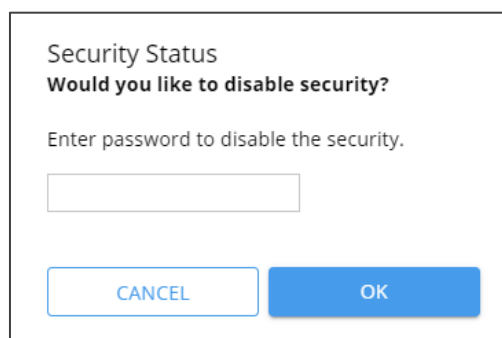 Security Status
Would you like to disable security?
Enter password to disable the security.
CANCEL
OK